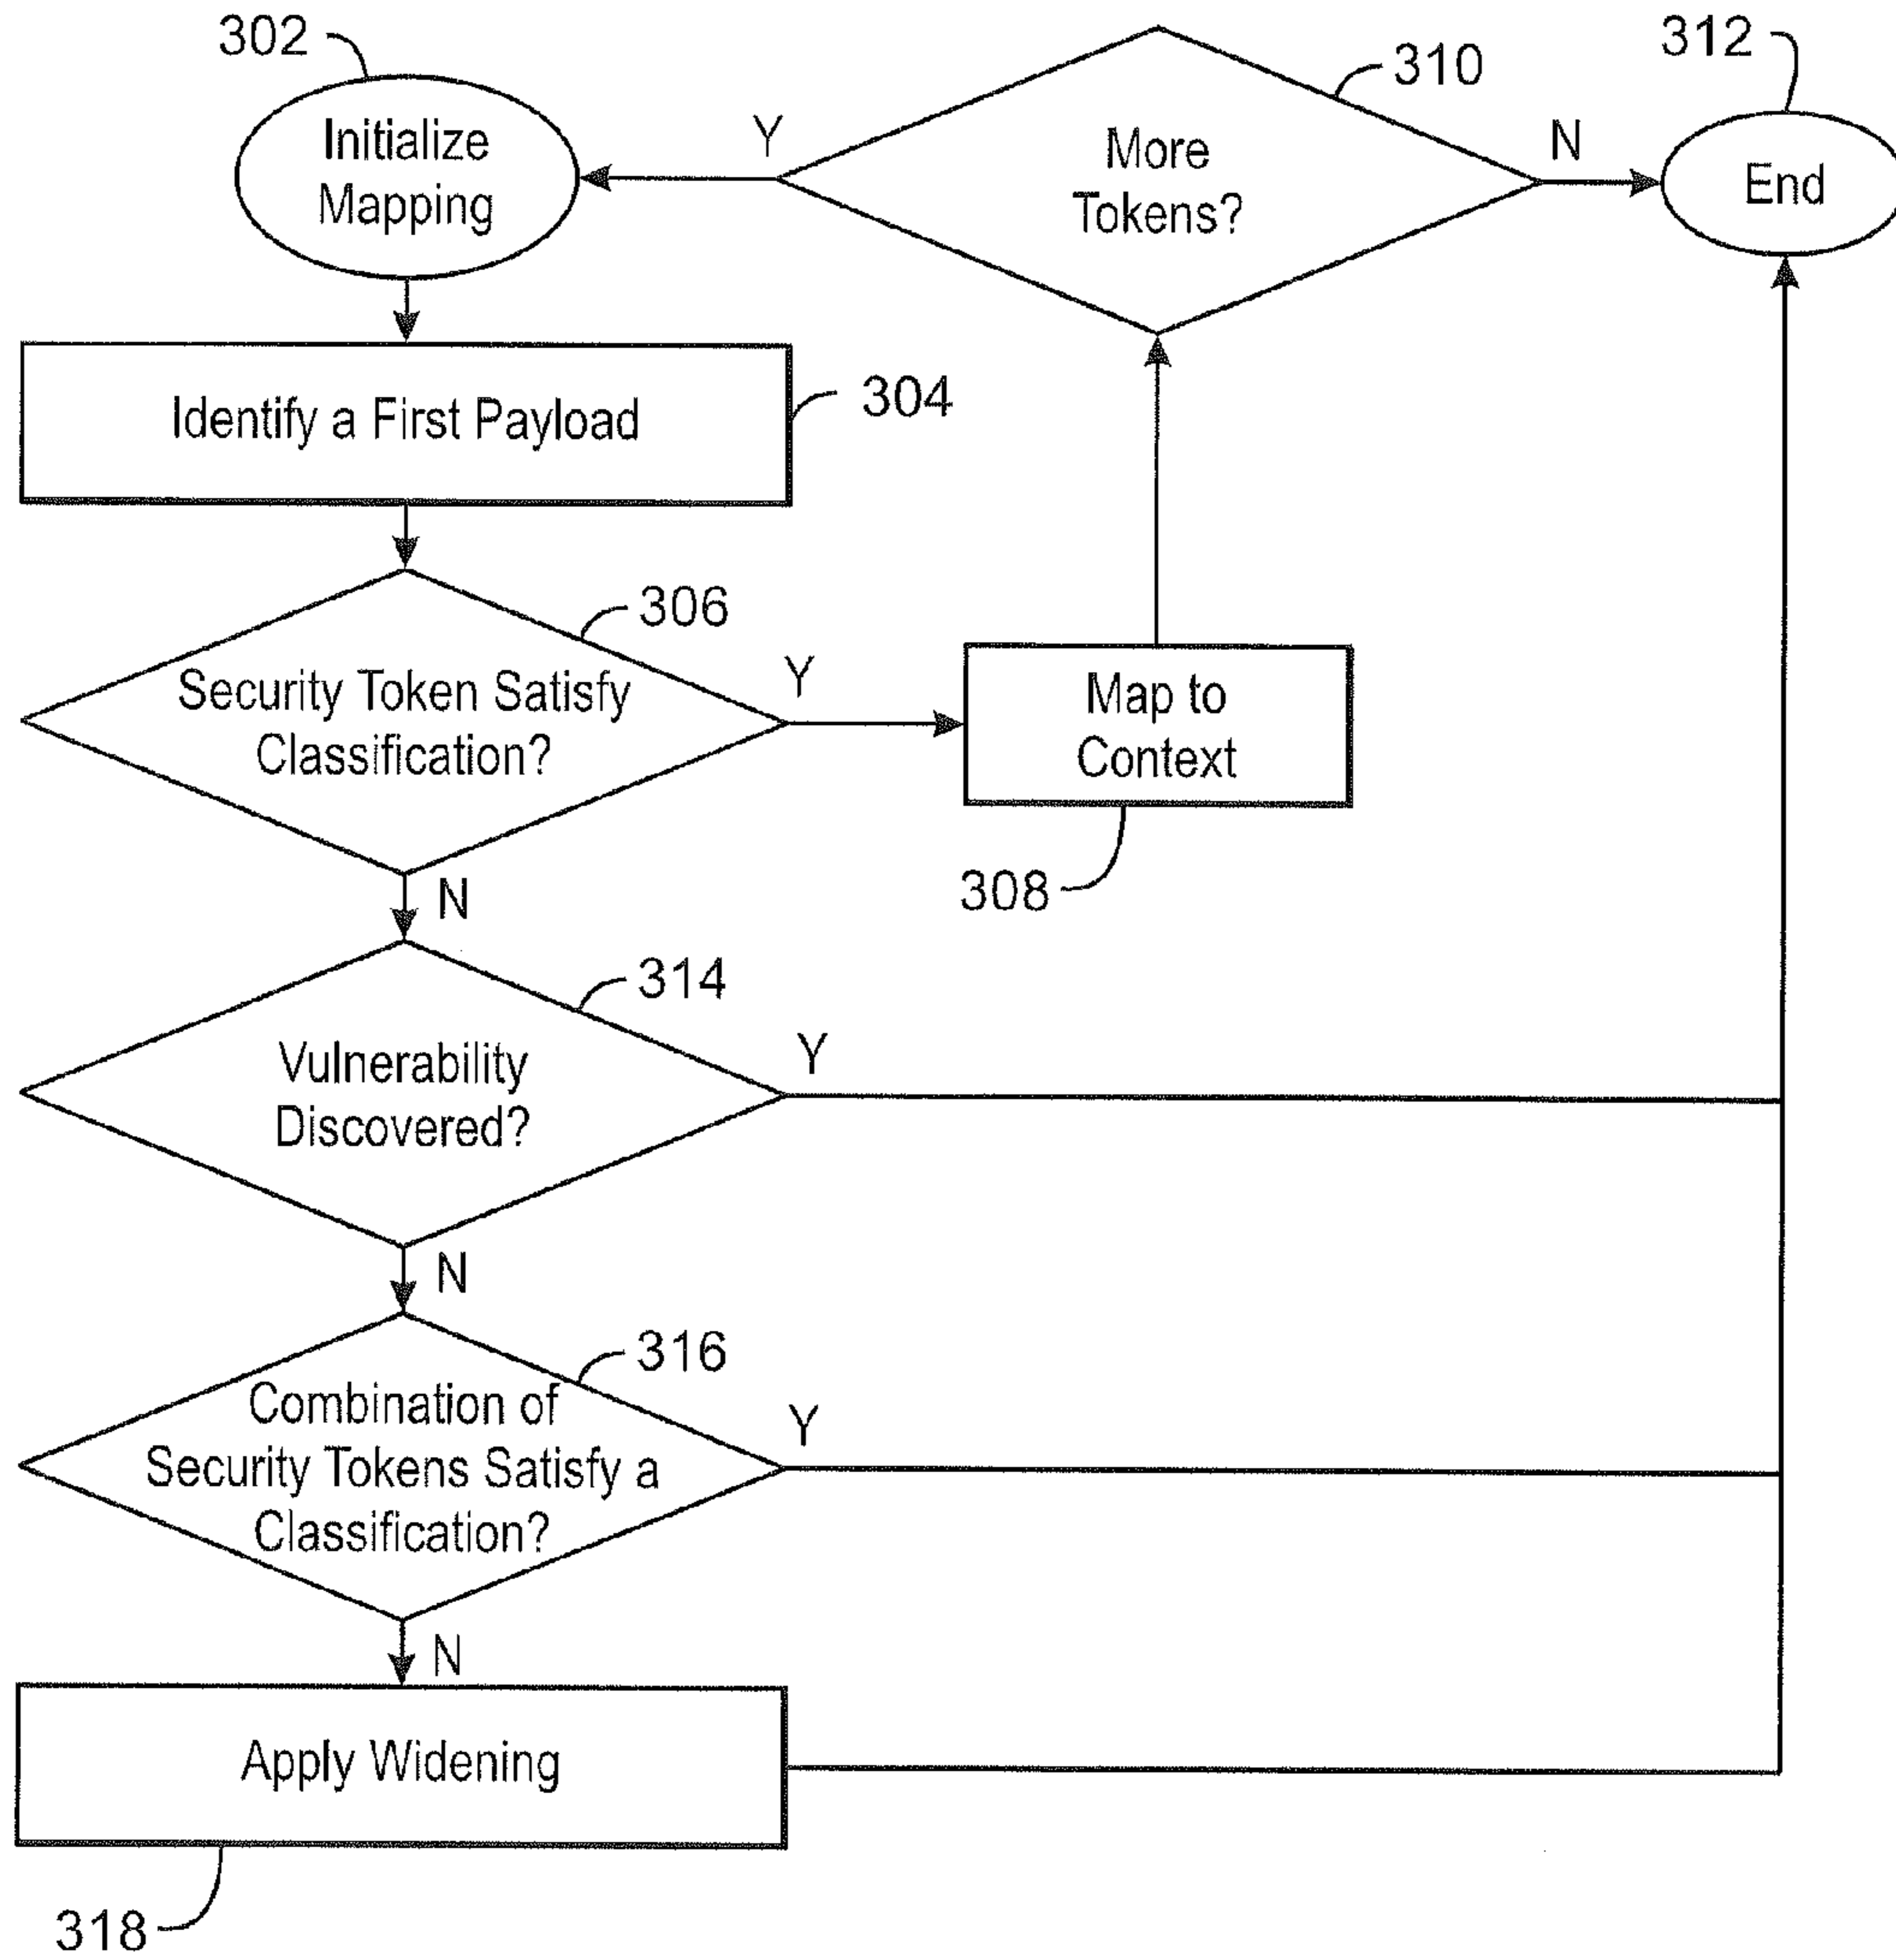 302
Initialize
Mapping
Y
More
Tokens?
310
N
312
End
Identify a First Payload
304
306
Security Token Satisfy
Classification?
Y
Map to
Context
308
N
314
Vulnerability
Discovered?
Y
N
316
Combination of
Security Tokens Satisfy a
Classification?
Y
N
Apply Widening
318